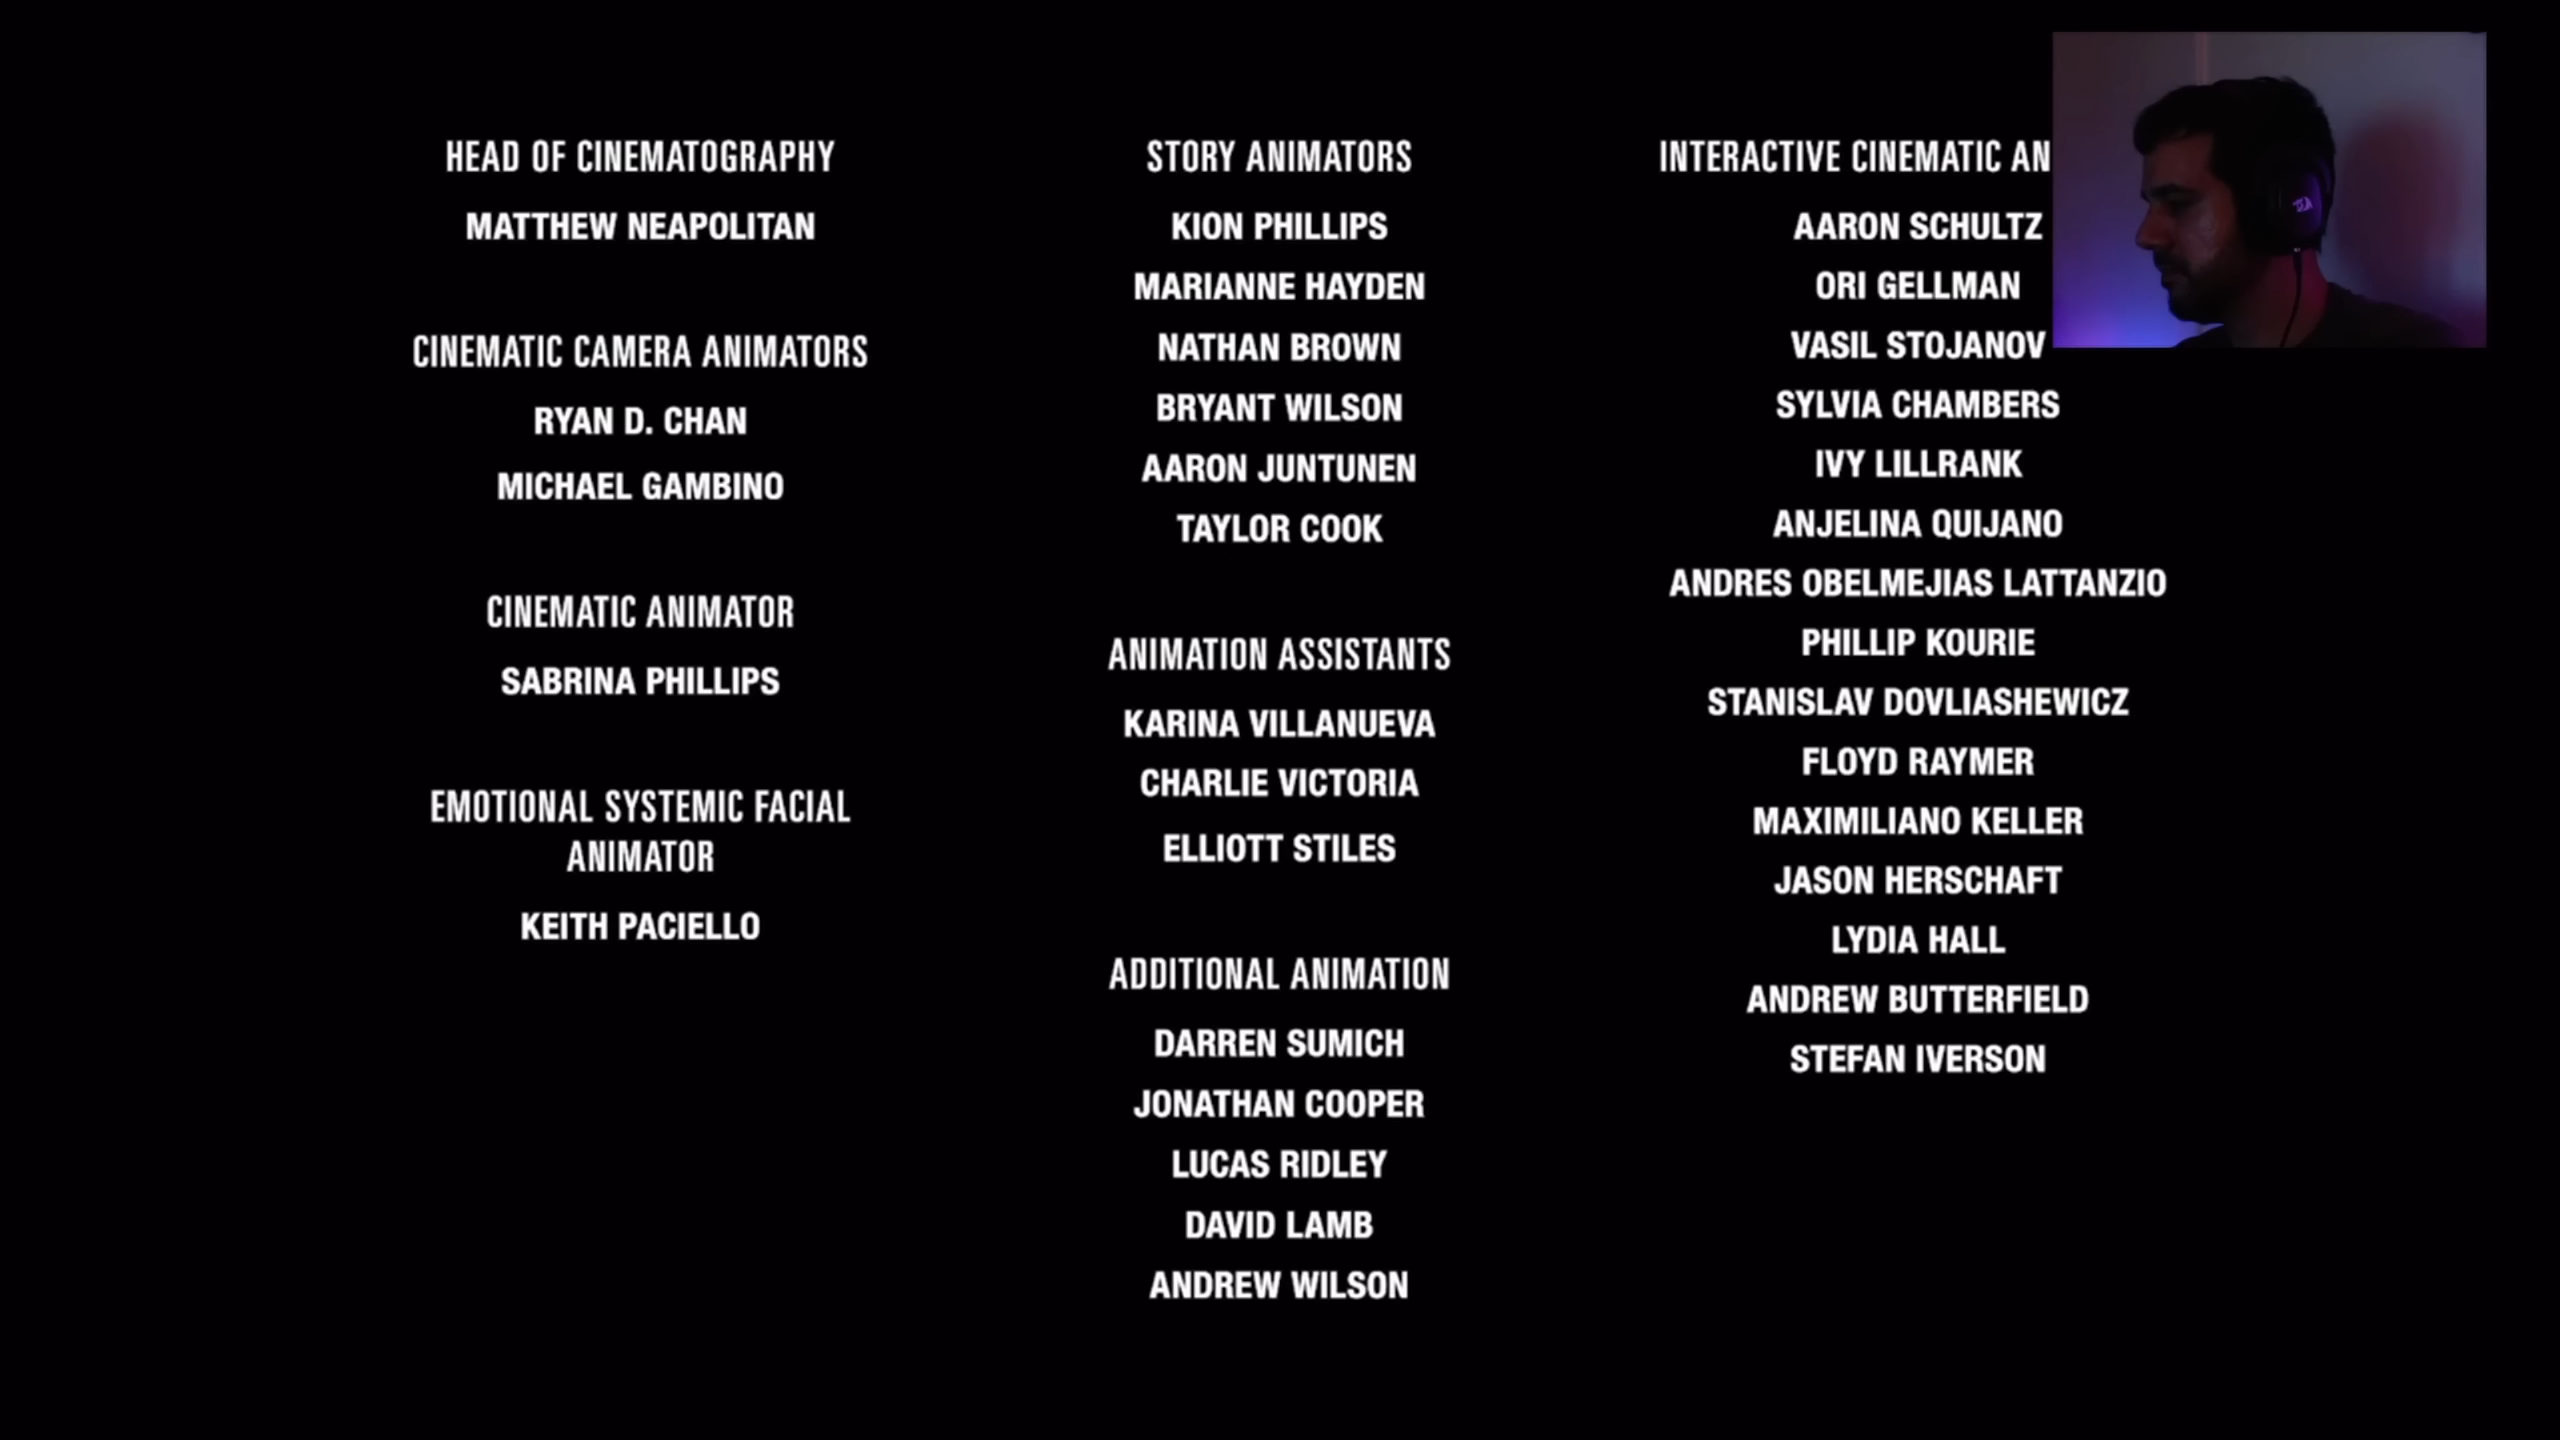 HEAD OF CINEMATOGRAPHY
MATTHEW NEAPOLITAN
CINEMATIC CAMERA ANIMATORS
RYAN D. CHAN
MICHAEL GAMBINO
CINEMATIC ANIMATOR
SABRINA PHILLIPS
EMOTIONAL SYSTEMIC FACIAL
ANIMATOR
KEITH PACIELLO
STORY ANIMATORS
KION PHILLIPS
MARIANNE HAYDEN
NATHAN BROWN
BRYANT WILSON
AARON JUNTUNEN
TAYLOR COOK
ANIMATION ASSISTANTS
KARINA VILLANUEVA
CHARLIE VICTORIA
ELLIOTT STILES
ADDITIONAL ANIMATION
DARREN SUMICH
JONATHAN COOPER
LUCAS RIDLEY
DAVID LAMB
ANDREW WILSON
INTERACTIVE CINEMATIC AN
AARON SCHULTZ
ORI GELLMAN
VASIL STOJANOV
SYLVIA CHAMBERS
IVY LILLRANK
ANJELINA QUIJANO
ANDRES OBELMEJIAS LATTANZIO
PHILLIP KOURIE
STANISLAV DOVLIASHEWICZ
FLOYD RAYMER
MAXIMILIANO KELLER
JASON HERSCHAFT
LYDIA HALL
ANDREW BUTTERFIELD
STEFAN IVERSON